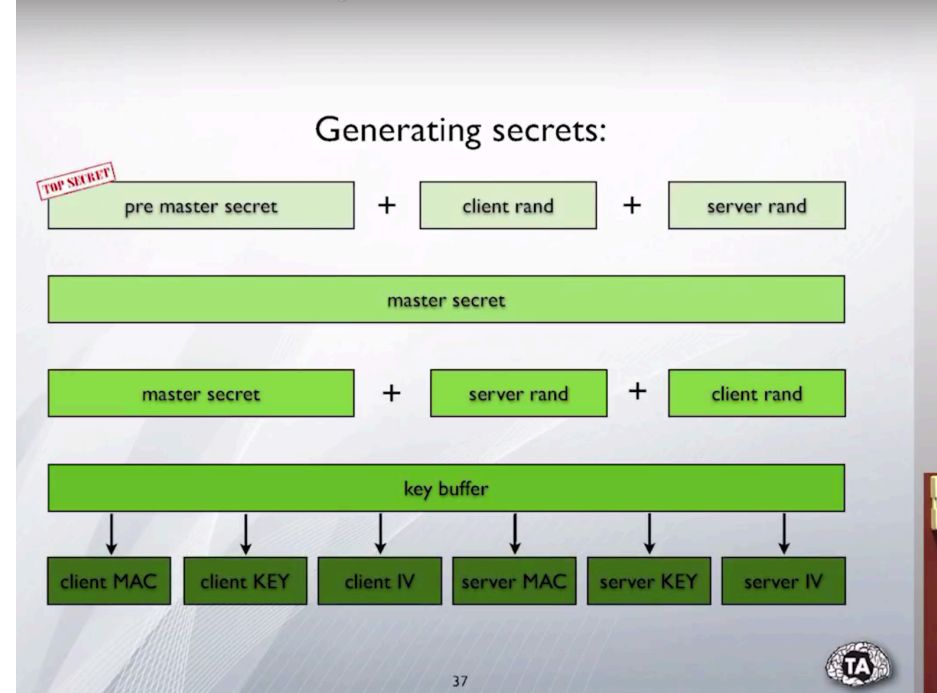 Generating secrets:
TOP SECRET
pre master secret + client rand + server rand
master secret
master secret + server rand + client rand
key buffer
client MAC client KEY client IV server MAC server KEY server IV
37
TA